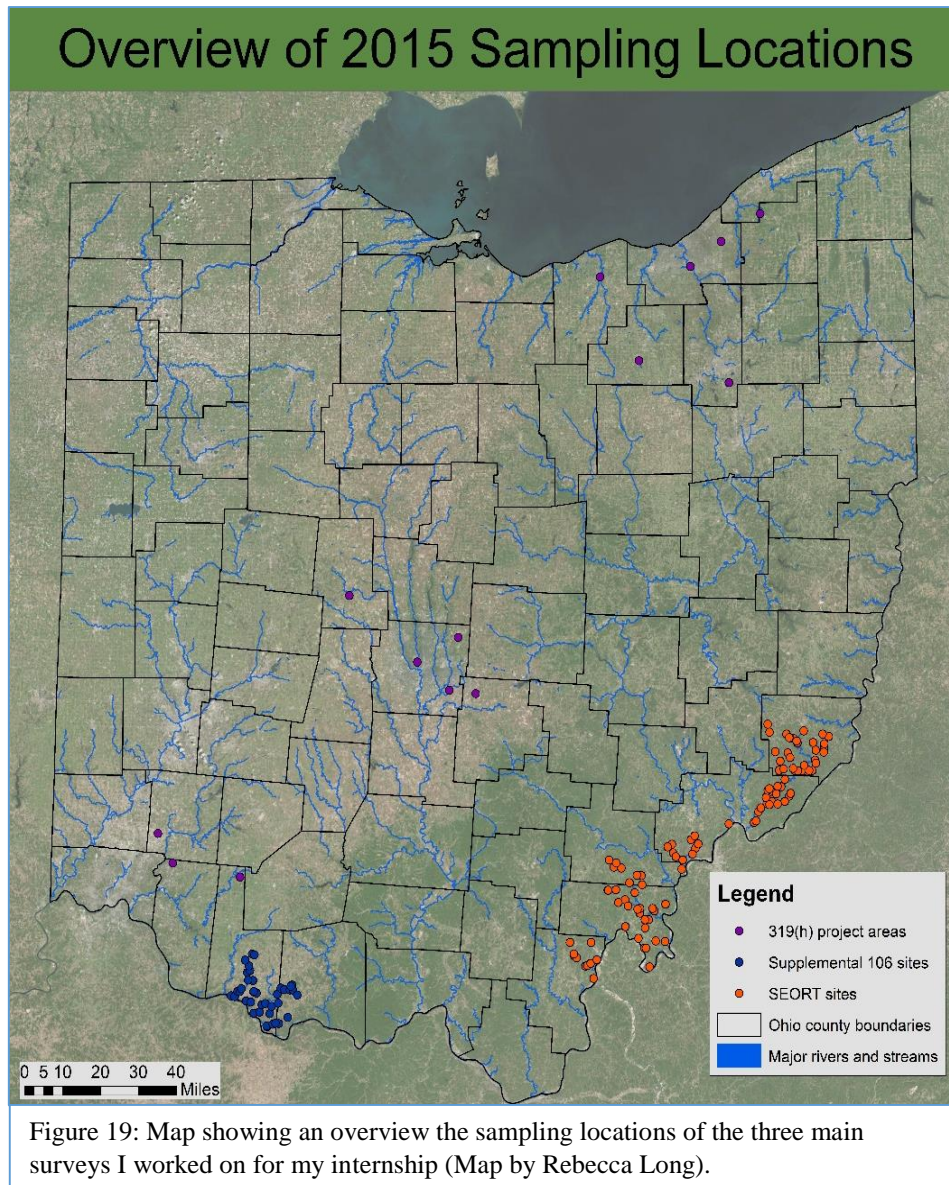 Overview of 2015 Sampling Locations
Legend
319(h) project areas
Supplemental 106 sites
SEORT sites
Ohio county boundaries
Major rivers and streams
0 5 10 20 30 40
Miles
Figure 19: Map showing an overview the sampling locations of the three main
surveys I worked on for my internship (Map by Rebecca Long).